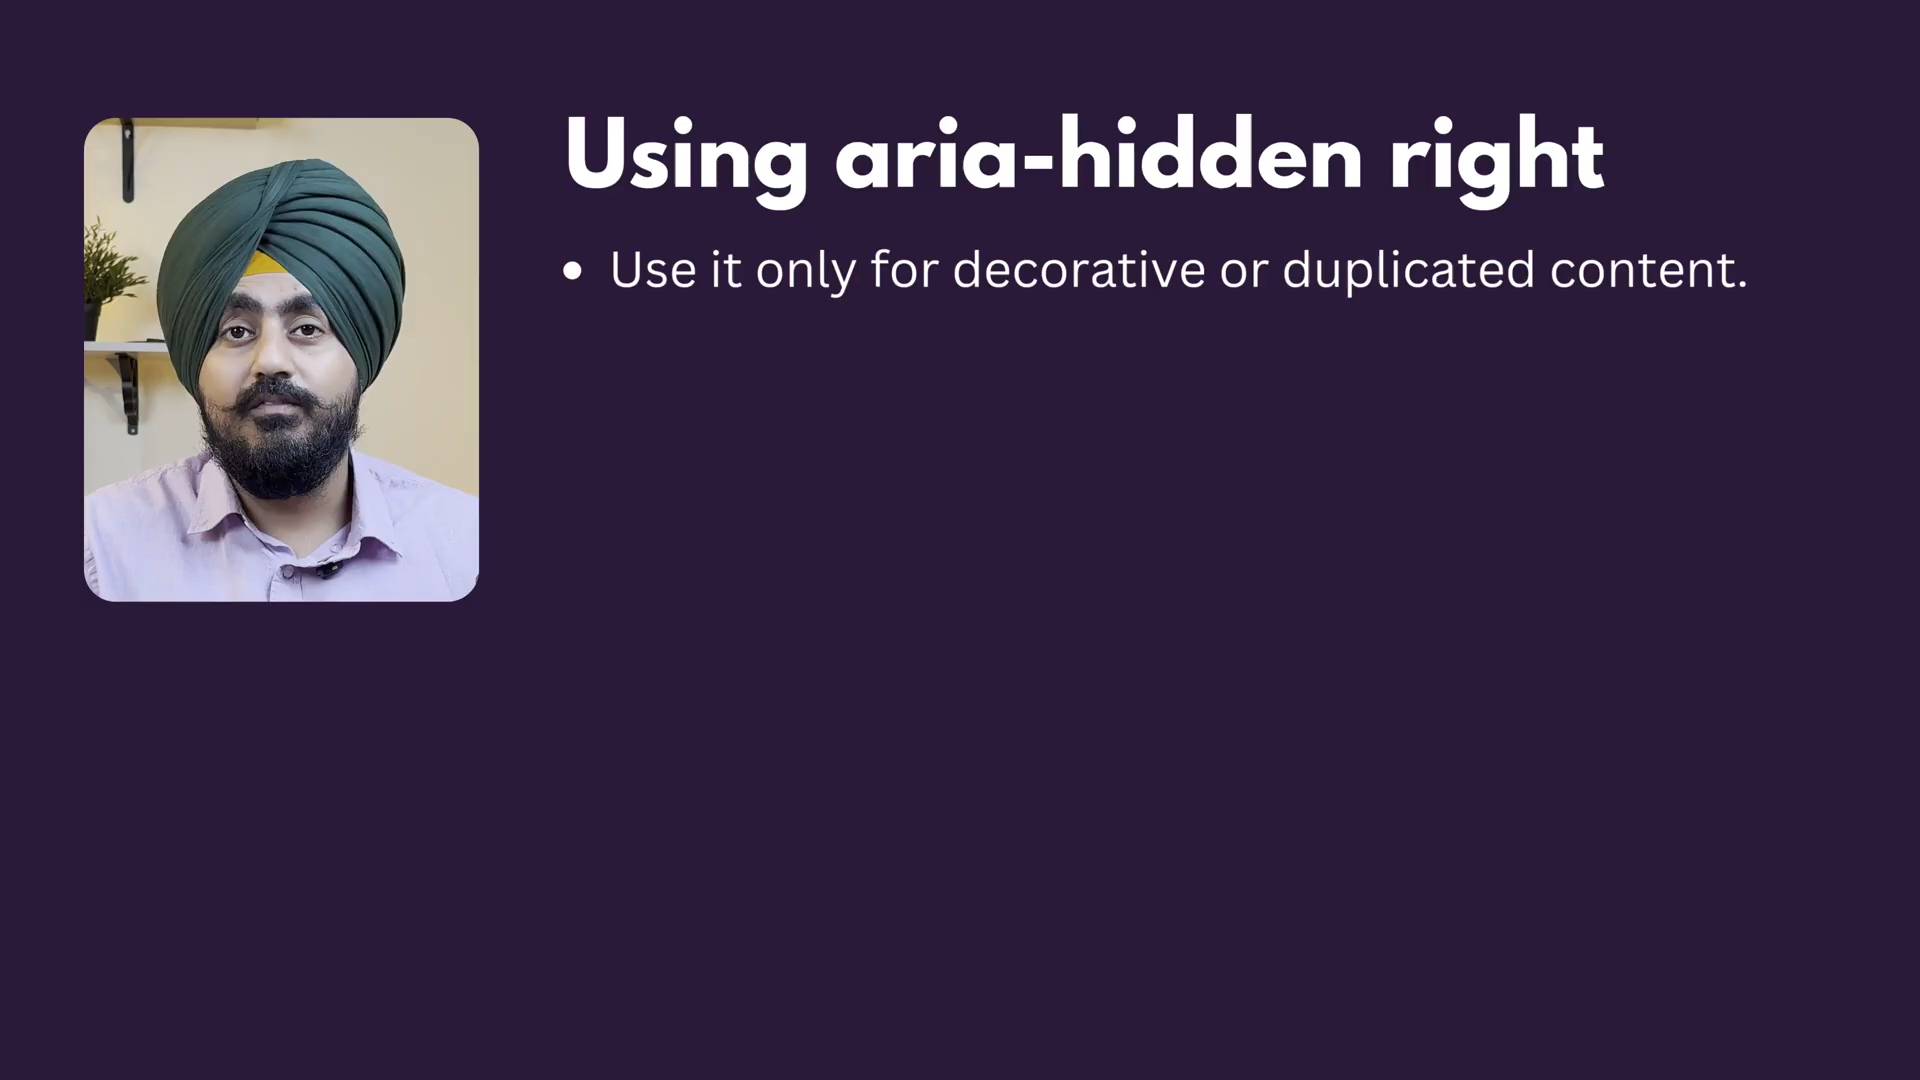 Using aria-hidden right
• Use it only for decorative or duplicated content.